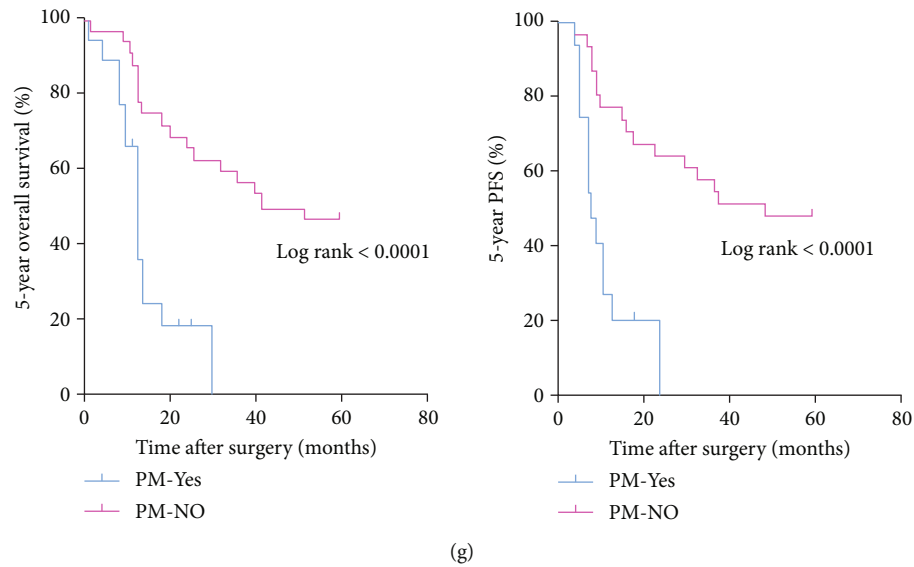 100
80
60
40
20
0
5-year overall survival (%)
Log rank < 0.0001
0 20 40 60 80
Time after surgery (months)
PM-Yes
PM-NO
100
80
60
40
20
0
5-year PFS (%)
Log rank < 0.0001
0 20 40 60 80
Time after surgery (months)
PM-Yes
PM-NO
(g)